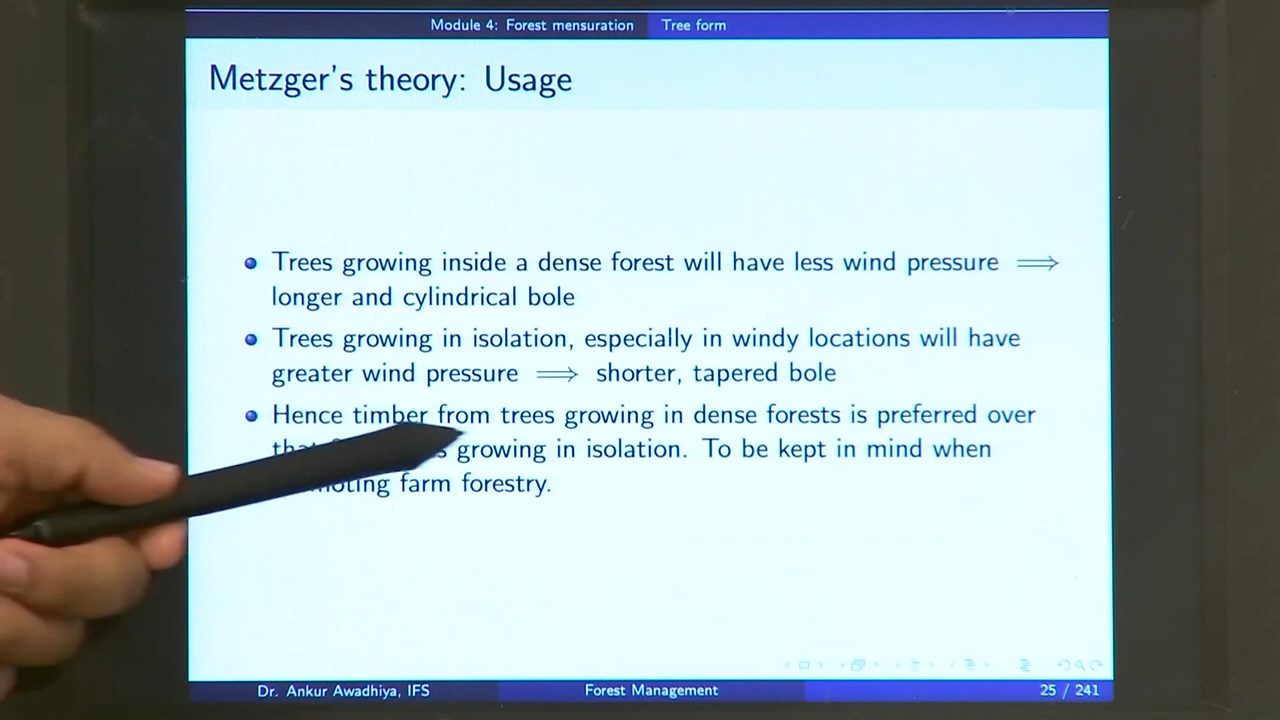 Module 4: Forest mensuration Tree form
Metzger's theory: Usage
Trees growing inside a dense forest will have less wind pressure ⟹
longer and cylindrical bole
Trees growing in isolation, especially in windy locations will have
greater wind pressure ⟹ shorter, tapered bole
Hence timber from trees growing in dense forests is preferred over
growing in isolation. To be kept in mind when
farm forestry.
Dr. Ankur Awadhiya, IFS Forest Management 25 / 241